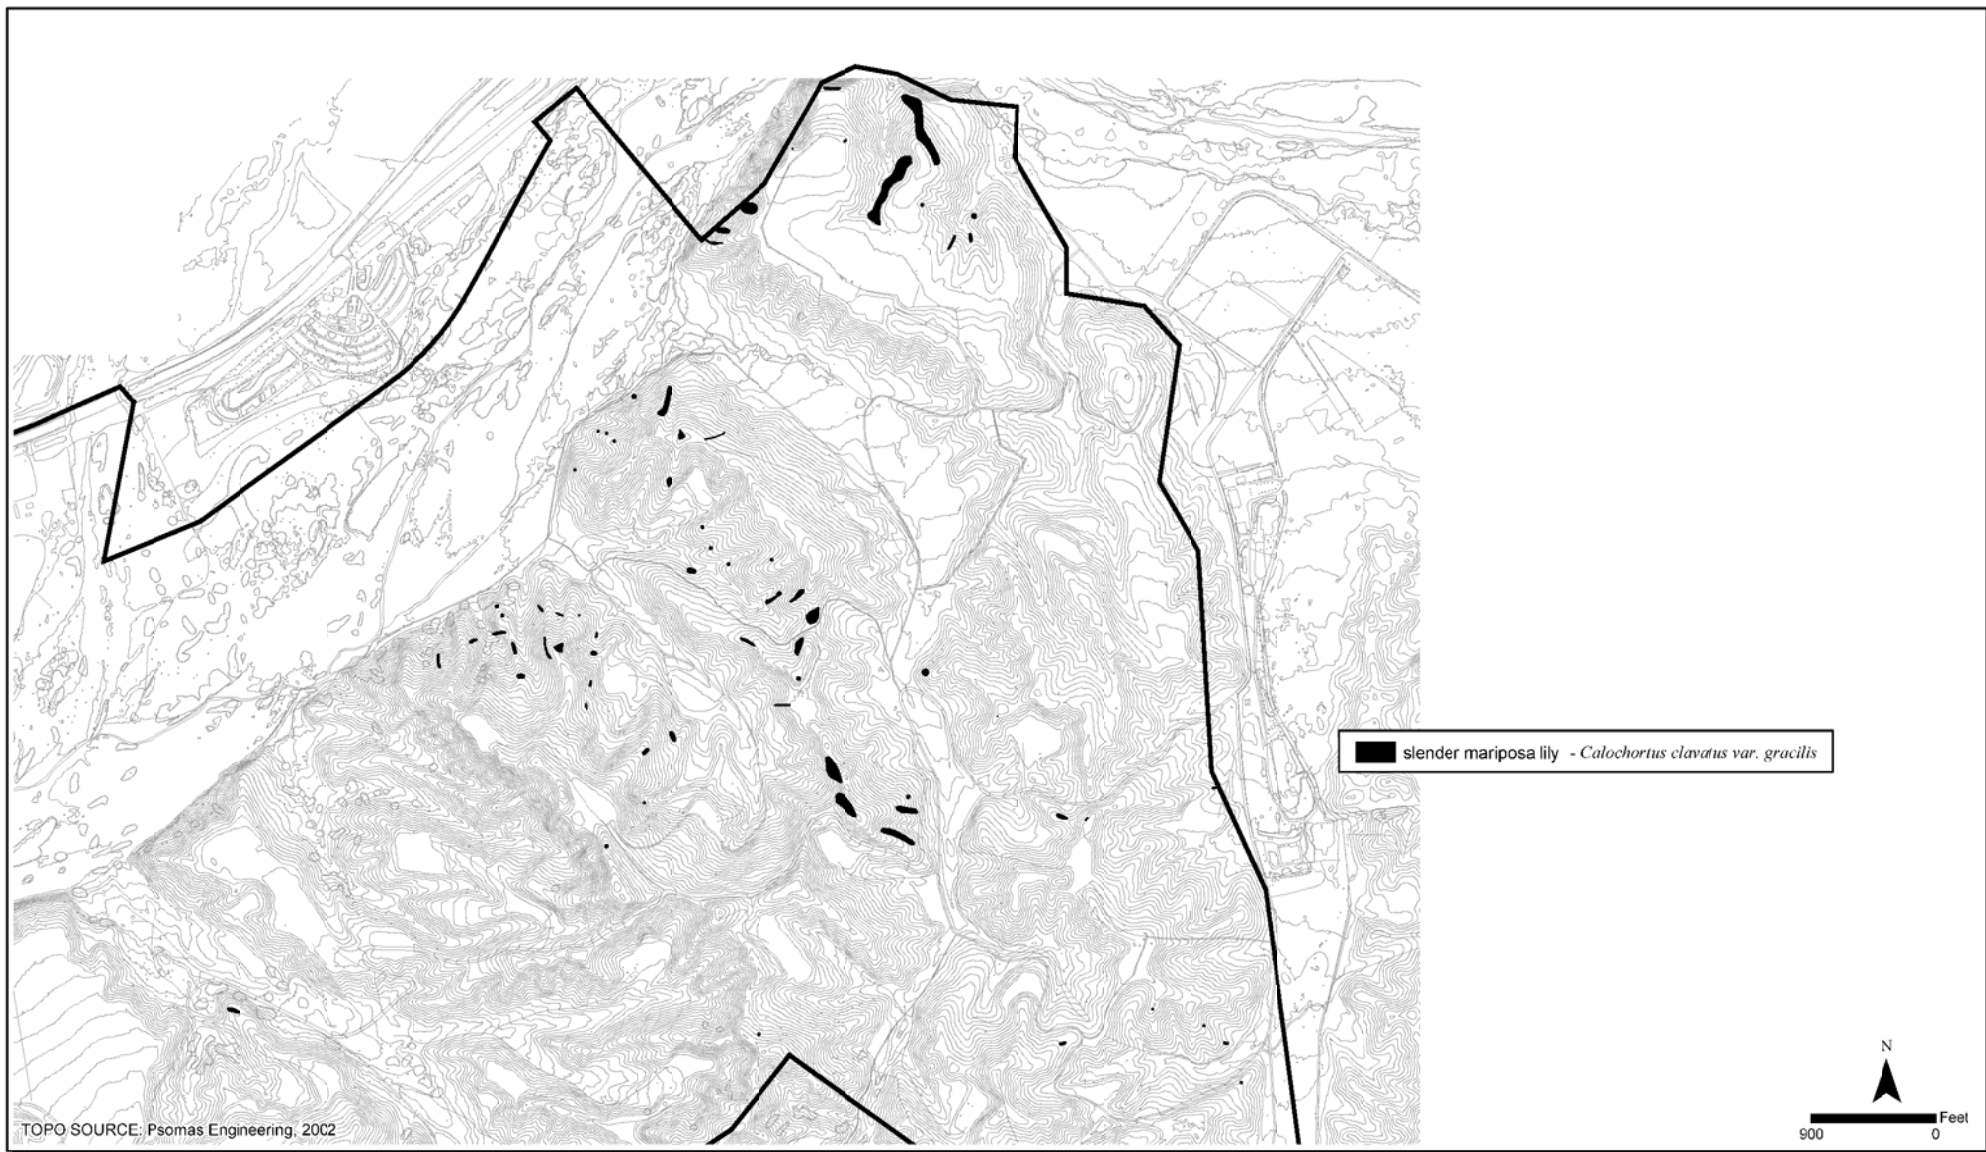 slender mariposa lily - Calochortus clavatus var. gracilis
N
Feet
900 0
TOPO SOURCE: Psomas Engineering, 2002